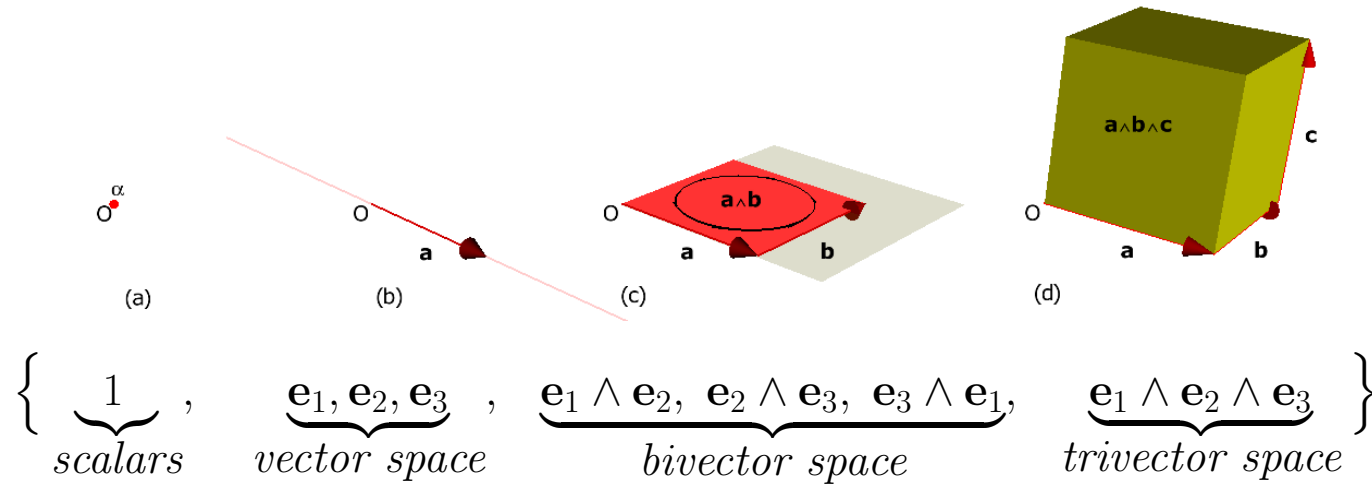 α
O
O
a
O
a∧b
a
b
O
a∧b∧c
a
b
c
(a)
(b)
(c)
(d)
{ 1 , e₁, e₂, e₃ , e₁ ∧ e₂, e₂ ∧ e₃, e₃ ∧ e₁, e₁ ∧ e₂ ∧ e₃ }
scalars vector space bivector space trivector space